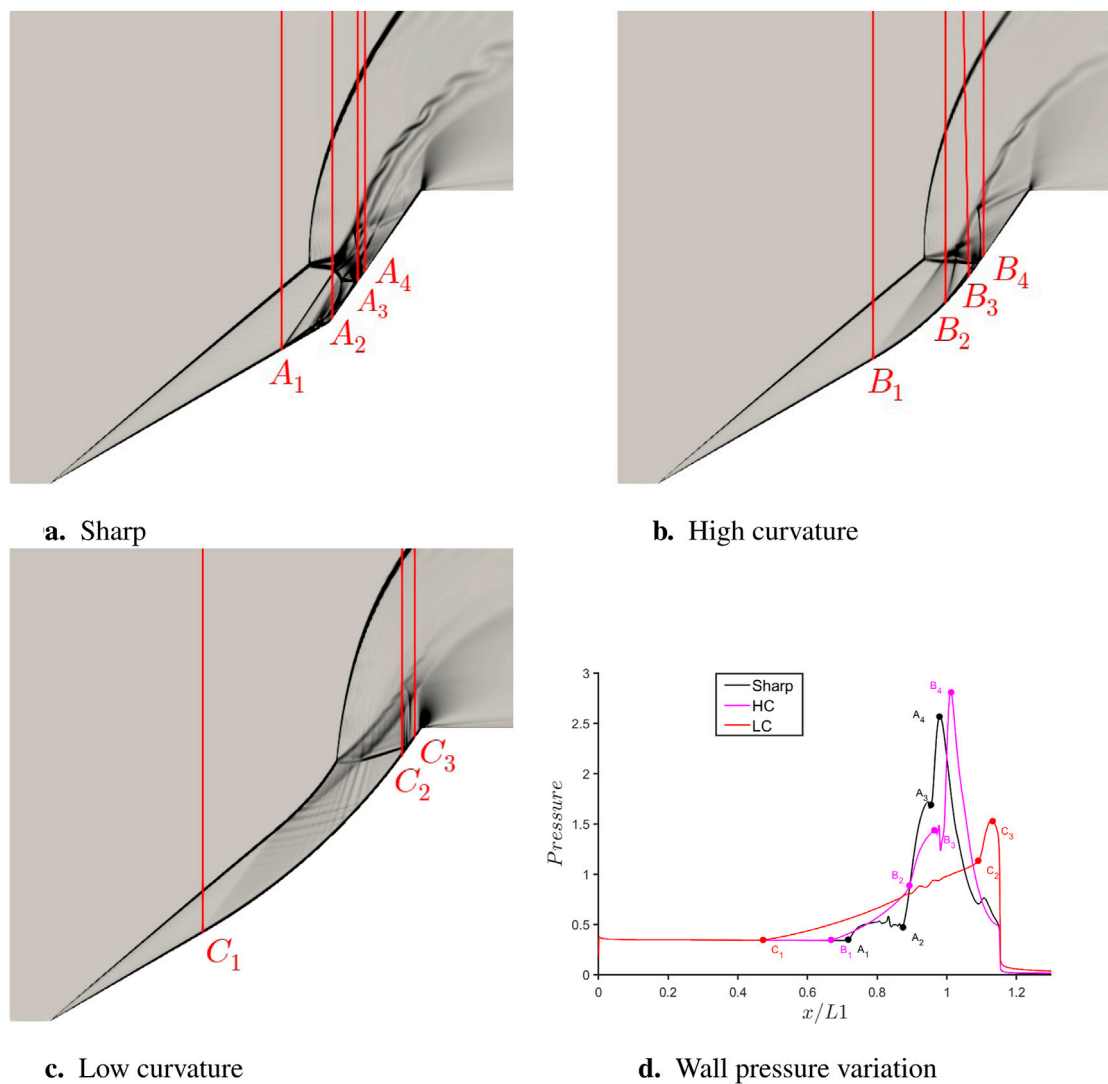 A₁
A₂
A₃
A₄
a. Sharp
B₁
B₂
B₃
B₄
b. High curvature
C₁
C₂
C₃
c. Low curvature
Pressure
3
2.5
2
1.5
1
0.5
0
Sharp
HC
LC
A₁
A₂
A₃
A₄
B₁
B₂
B₃
B₄
C₁
C₂
C₃
0 0.2 0.4 0.6 0.8 1 1.2
x/L1
d. Wall pressure variation